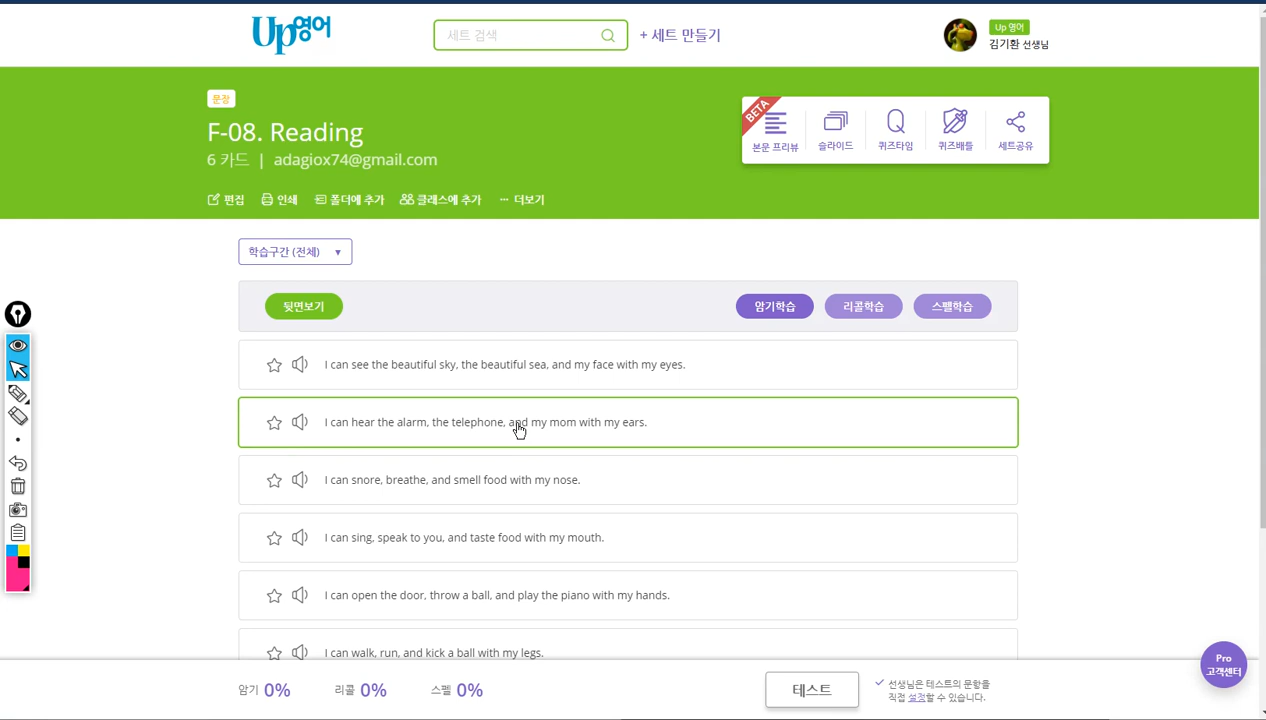 Up영어
세트 검색
+ 세트 만들기
Up 영어
김기환 선생님
문장
F-08. Reading
6 카드 | adagiox74@gmail.com
BETA
본문 프리뷰
슬라이드
퀴즈타임
퀴즈배틀
세트공유
편집
인쇄
폴더에 추가
클래스에 추가
··· 더보기
학습구간 (전체) ▼
뒷면보기
암기학습
리콜학습
스펠학습
I can see the beautiful sky, the beautiful sea, and my face with my eyes.
I can hear the alarm, the telephone, and my mom with my ears.
I can snore, breathe, and smell food with my nose.
I can sing, speak to you, and taste food with my mouth.
I can open the door, throw a ball, and play the piano with my hands.
I can walk, run, and kick a ball with my legs.
Pro
고객센터
암기 0%
리콜 0%
스펠 0%
테스트
선생님은 테스트의 문항을
직접 설정할 수 있습니다.